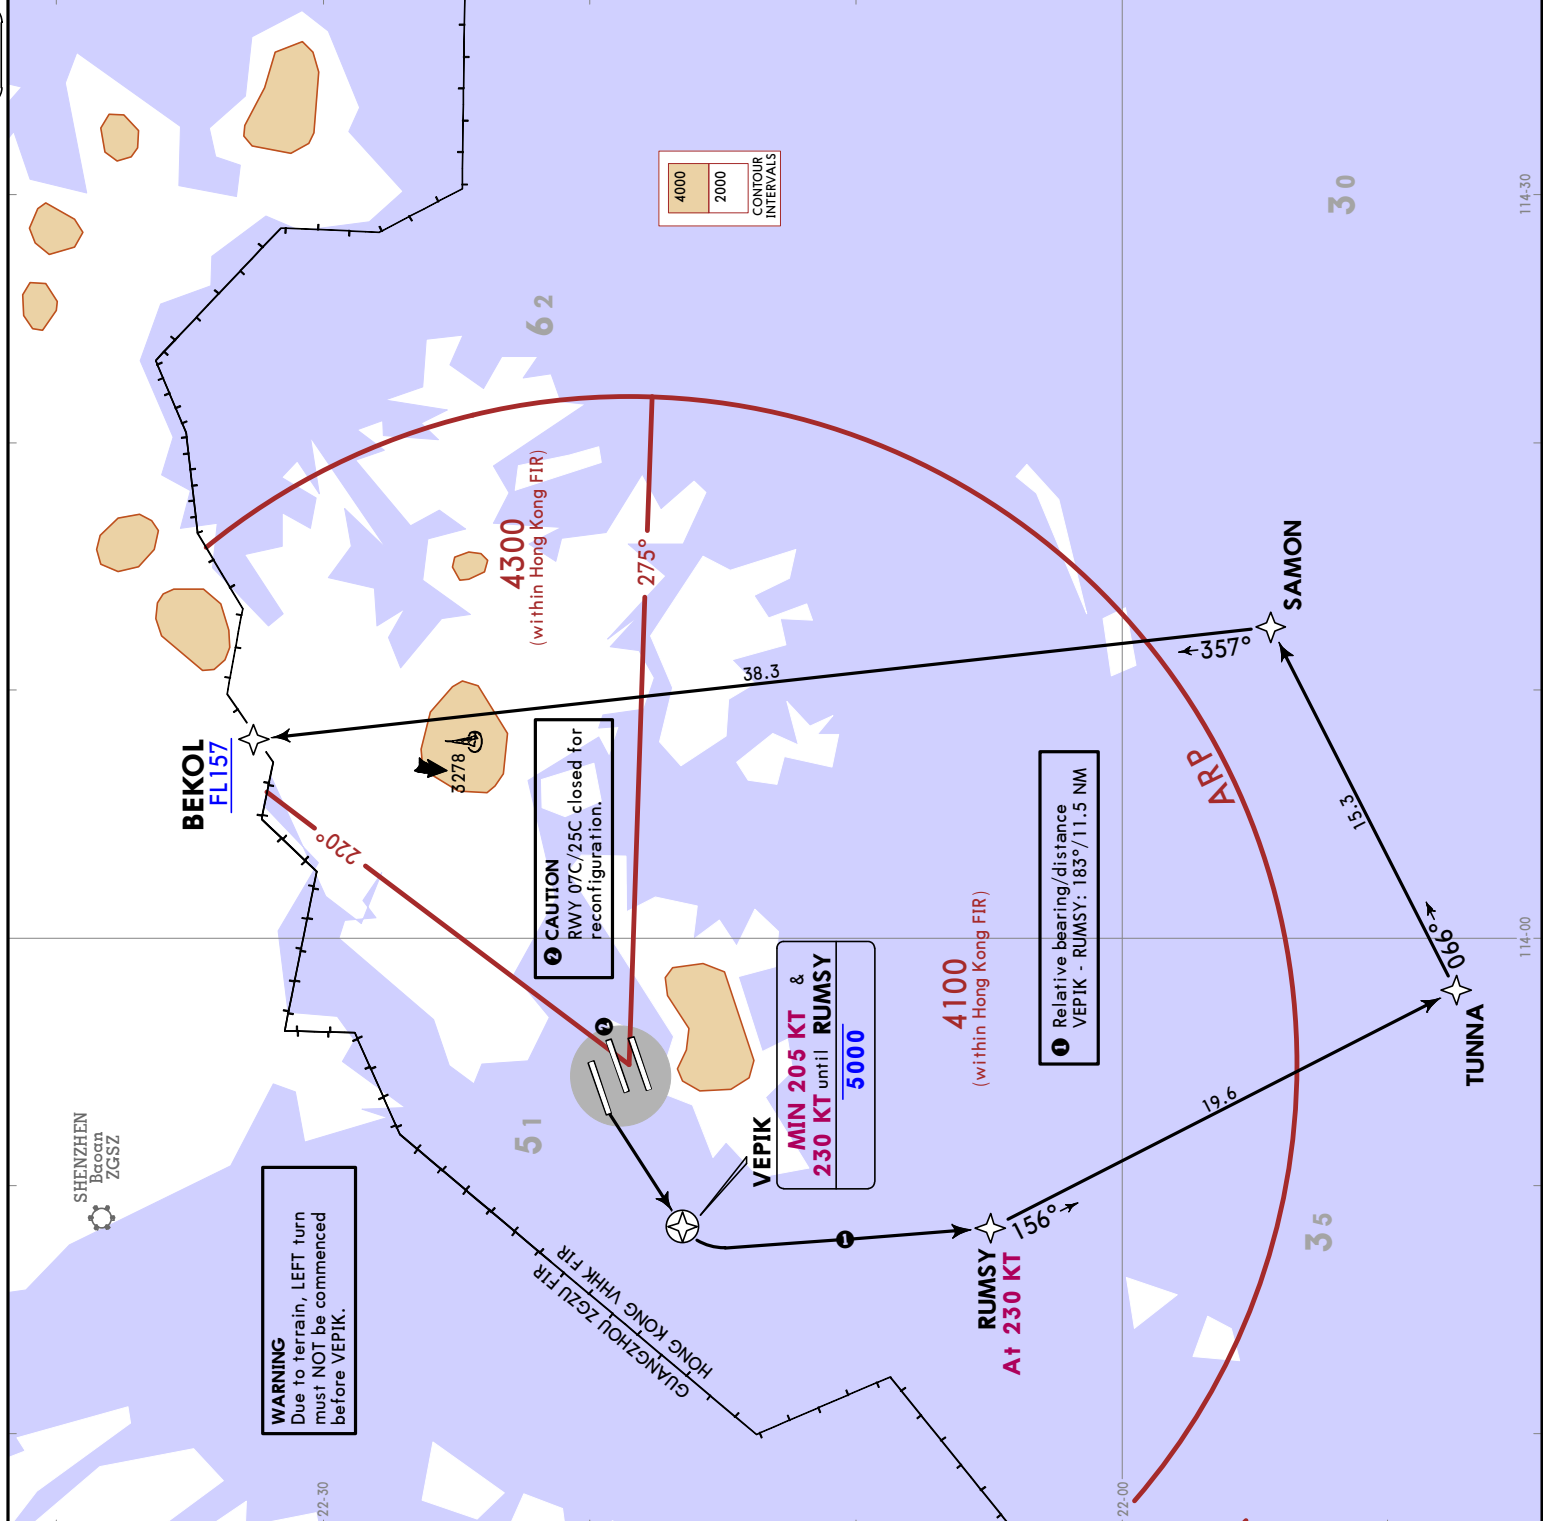 SHENZHEN
Baoan
ZGSZ
BEKOL
FL157
220°
WARNING
Due to terrain, LEFT turn
must NOT be commenced
before VEPIK.
3278
4300
(within Hong Kong FIR)
62
4000
2000
CONTOUR
INTERVALS
275°
38.3
2 CAUTION
RWY 07C/25C closed for
reconfiguration.
2
51
GUANGZHOU ZGZU FIR
HONG KONG VHHK FIR
VEPIK
MIN 205 KT &
230 KT until RUMSY
5000
4100
(within Hong Kong FIR)
1
1 Relative bearing/distance
VEPIK - RUMSY: 183°/11.5 NM
RUMSY
At 230 KT
156°
19.6
ARP
357°
SAMON
15.3
066°
TUNNA
35
30
22-30
22-00
114-00
114-30